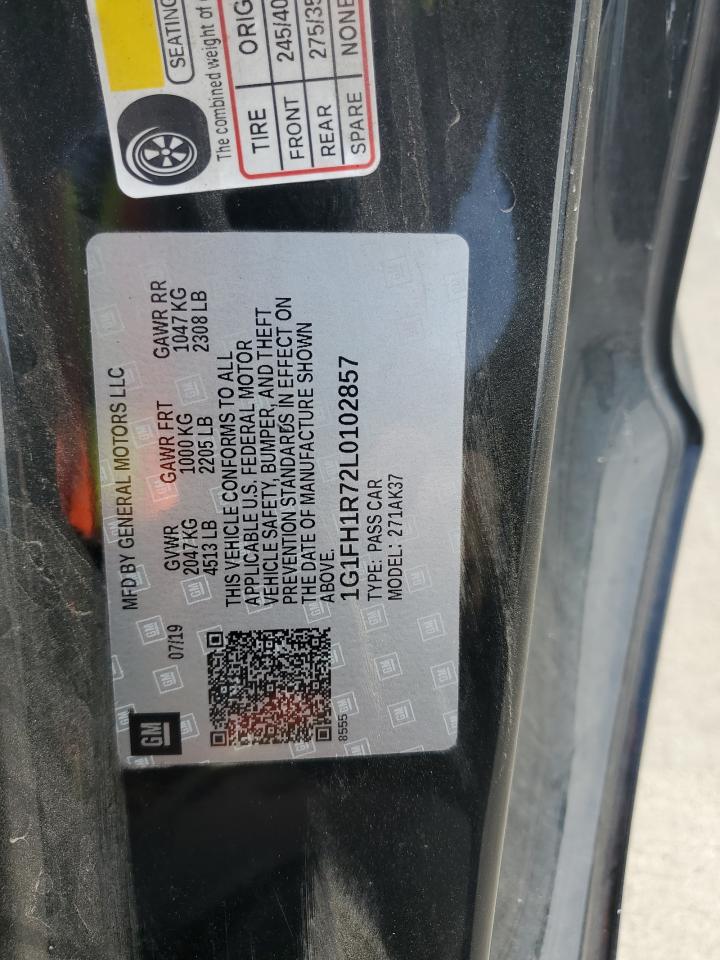 SEATING
The combined weight of
TIRE ORIG
FRONT 245/40
REAR 275/35
SPARE NONE
MFD BY GENERAL MOTORS LLC
07/19 GVWR GAWR FRT GAWR RR
2047 KG 1000 KG 1047 KG
4513 LB 2205 LB 2308 LB
THIS VEHICLE CONFORMS TO ALL
APPLICABLE U.S. FEDERAL MOTOR
VEHICLE SAFETY, BUMPER, AND THEFT
PREVENTION STANDARDS IN EFFECT ON
THE DATE OF MANUFACTURE SHOWN
ABOVE.
1G1FH1R72L0102857
TYPE: PASS CAR
MODEL: 271AK37
GM
8555